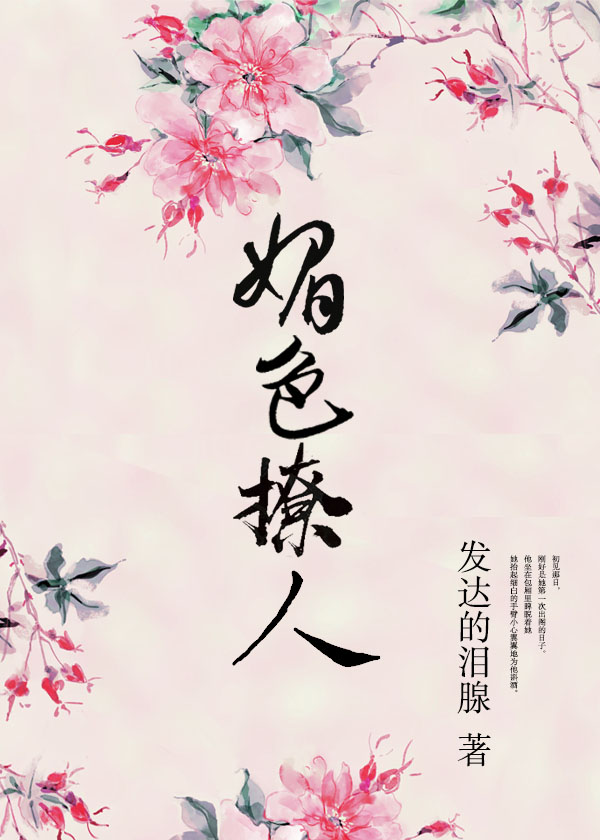 媚色撩人
初见那日，
刚好是她第一次出阁的日子。
他坐在包厢里睥睨着她
她抬起细白的手臂小心翼翼地为他斟酒。
发达的泪腺 著